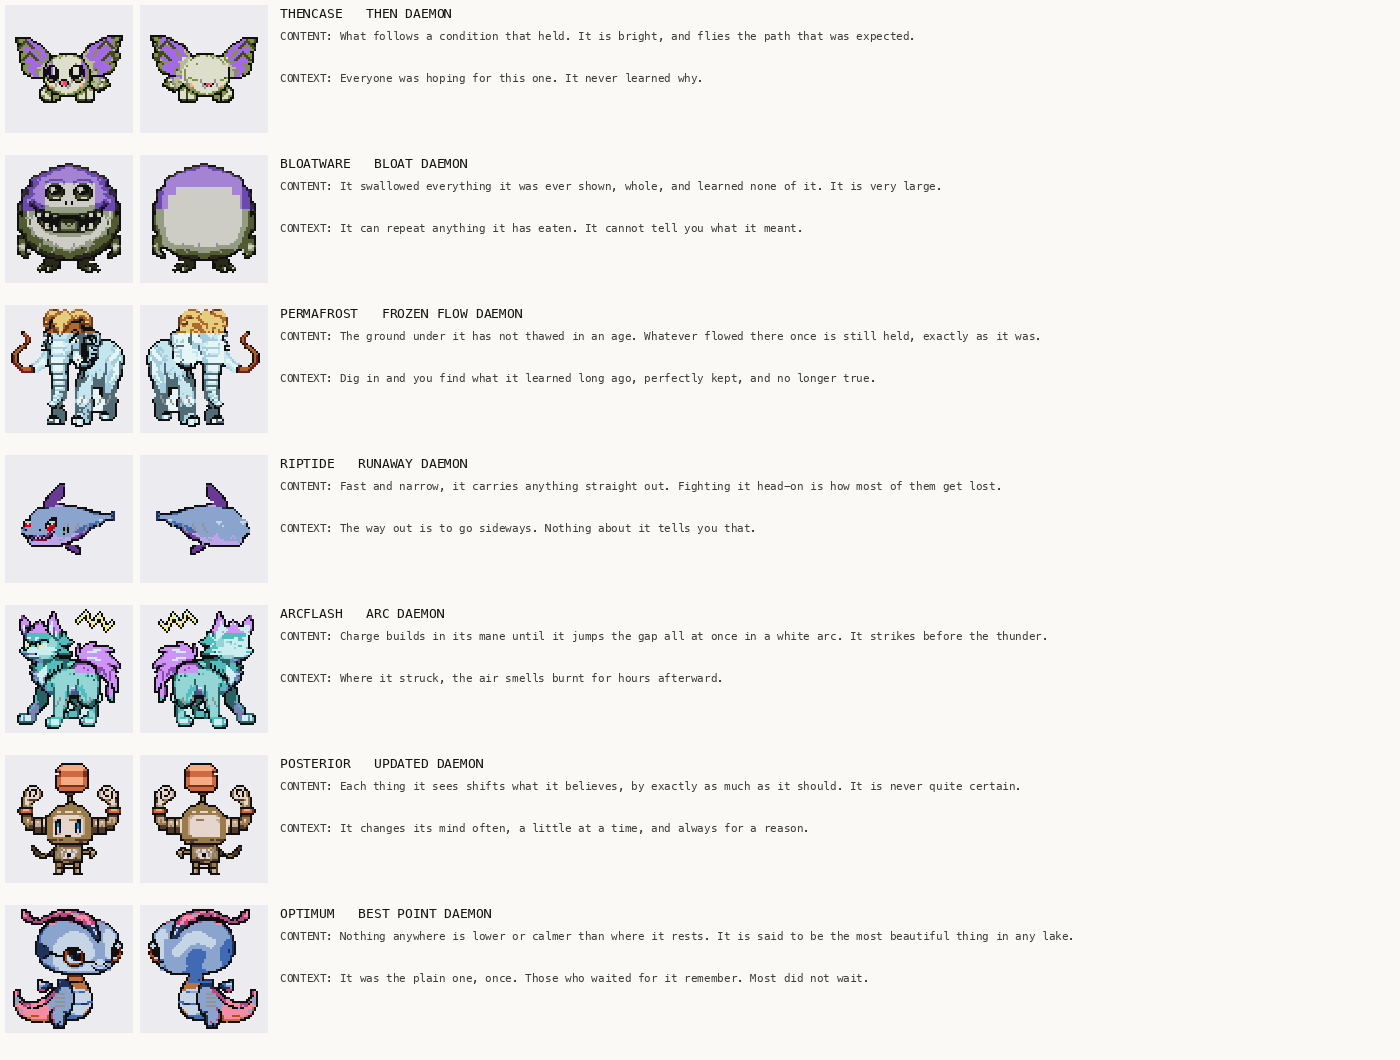 THENCASE   THEN DAEMON
CONTENT: What follows a condition that held. It is bright, and flies the path that was expected.
CONTEXT: Everyone was hoping for this one. It never learned why.
BLOATWARE   BLOAT DAEMON
CONTENT: It swallowed everything it was ever shown, whole, and learned none of it. It is very large.
CONTEXT: It can repeat anything it has eaten. It cannot tell you what it meant.
PERMAFROST   FROZEN FLOW DAEMON
CONTENT: The ground under it has not thawed in an age. Whatever flowed there once is still held, exactly as it was.
CONTEXT: Dig in and you find what it learned long ago, perfectly kept, and no longer true.
RIPTIDE   RUNAWAY DAEMON
CONTENT: Fast and narrow, it carries anything straight out. Fighting it head-on is how most of them get lost.
CONTEXT: The way out is to go sideways. Nothing about it tells you that.
ARCFLASH   ARC DAEMON
CONTENT: Charge builds in its mane until it jumps the gap all at once in a white arc. It strikes before the thunder.
CONTEXT: Where it struck, the air smells burnt for hours afterward.
POSTERIOR   UPDATED DAEMON
CONTENT: Each thing it sees shifts what it believes, by exactly as much as it should. It is never quite certain.
CONTEXT: It changes its mind often, a little at a time, and always for a reason.
OPTIMUM   BEST POINT DAEMON
CONTENT: Nothing anywhere is lower or calmer than where it rests. It is said to be the most beautiful thing in any lake.
CONTEXT: It was the plain one, once. Those who waited for it remember. Most did not wait.